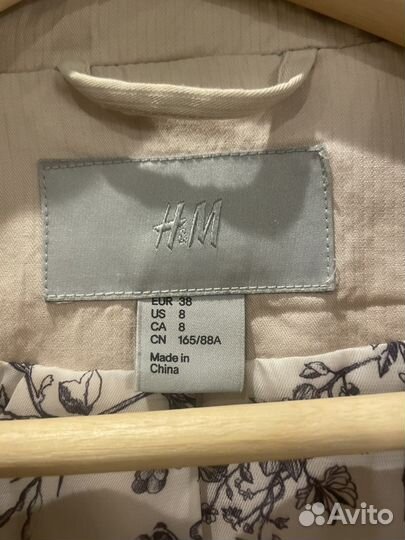 H&M
EUR 38
US 8
CA 8
CN 165/88A
Made in
China
Avito